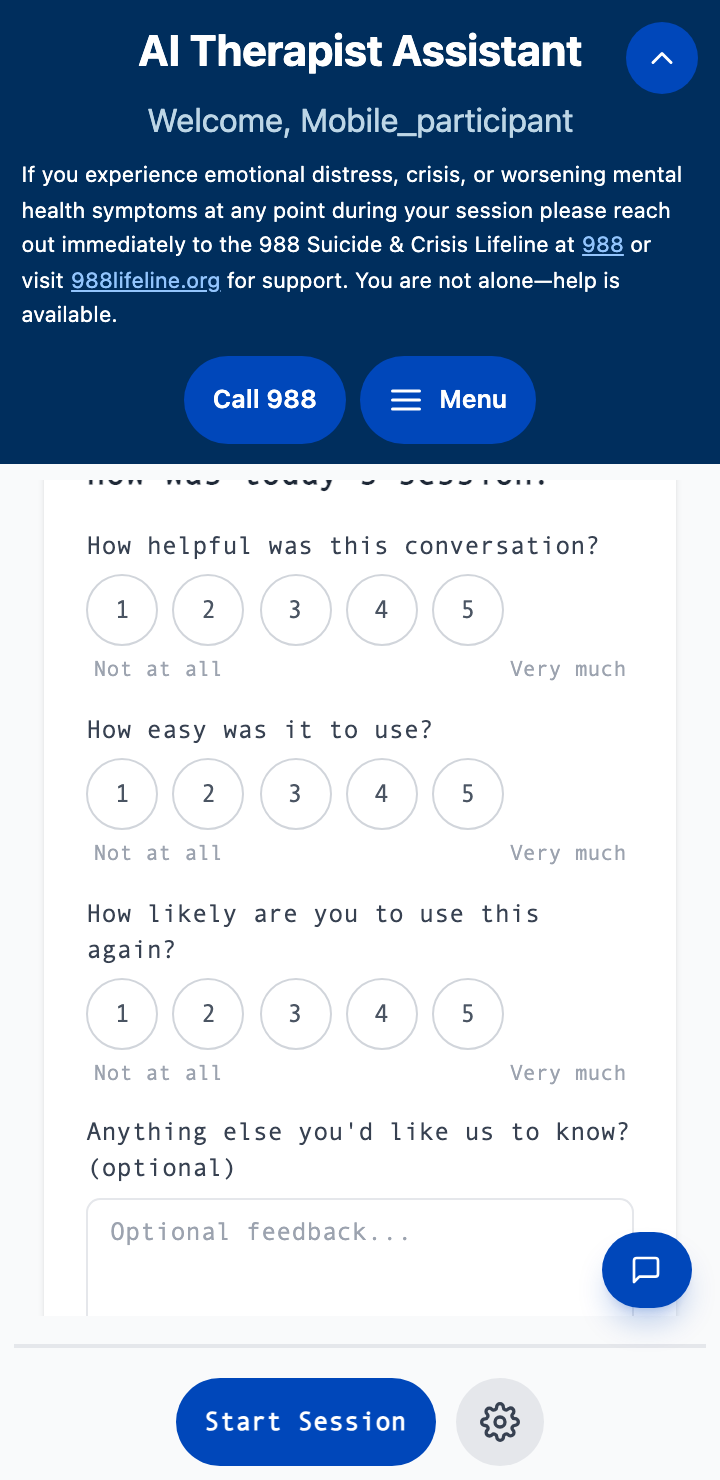 AI Therapist Assistant
Welcome, Mobile_participant
If you experience emotional distress, crisis, or worsening mental
health symptoms at any point during your session please reach
out immediately to the 988 Suicide & Crisis Lifeline at 988 or
visit 988lifeline.org for support. You are not alone—help is
available.
Call 988
Menu
How was today's session?
How helpful was this conversation?
1 2 3 4 5
Not at all Very much
How easy was it to use?
1 2 3 4 5
Not at all Very much
How likely are you to use this
again?
1 2 3 4 5
Not at all Very much
Anything else you'd like us to know?
(optional)
Optional feedback...
Start Session